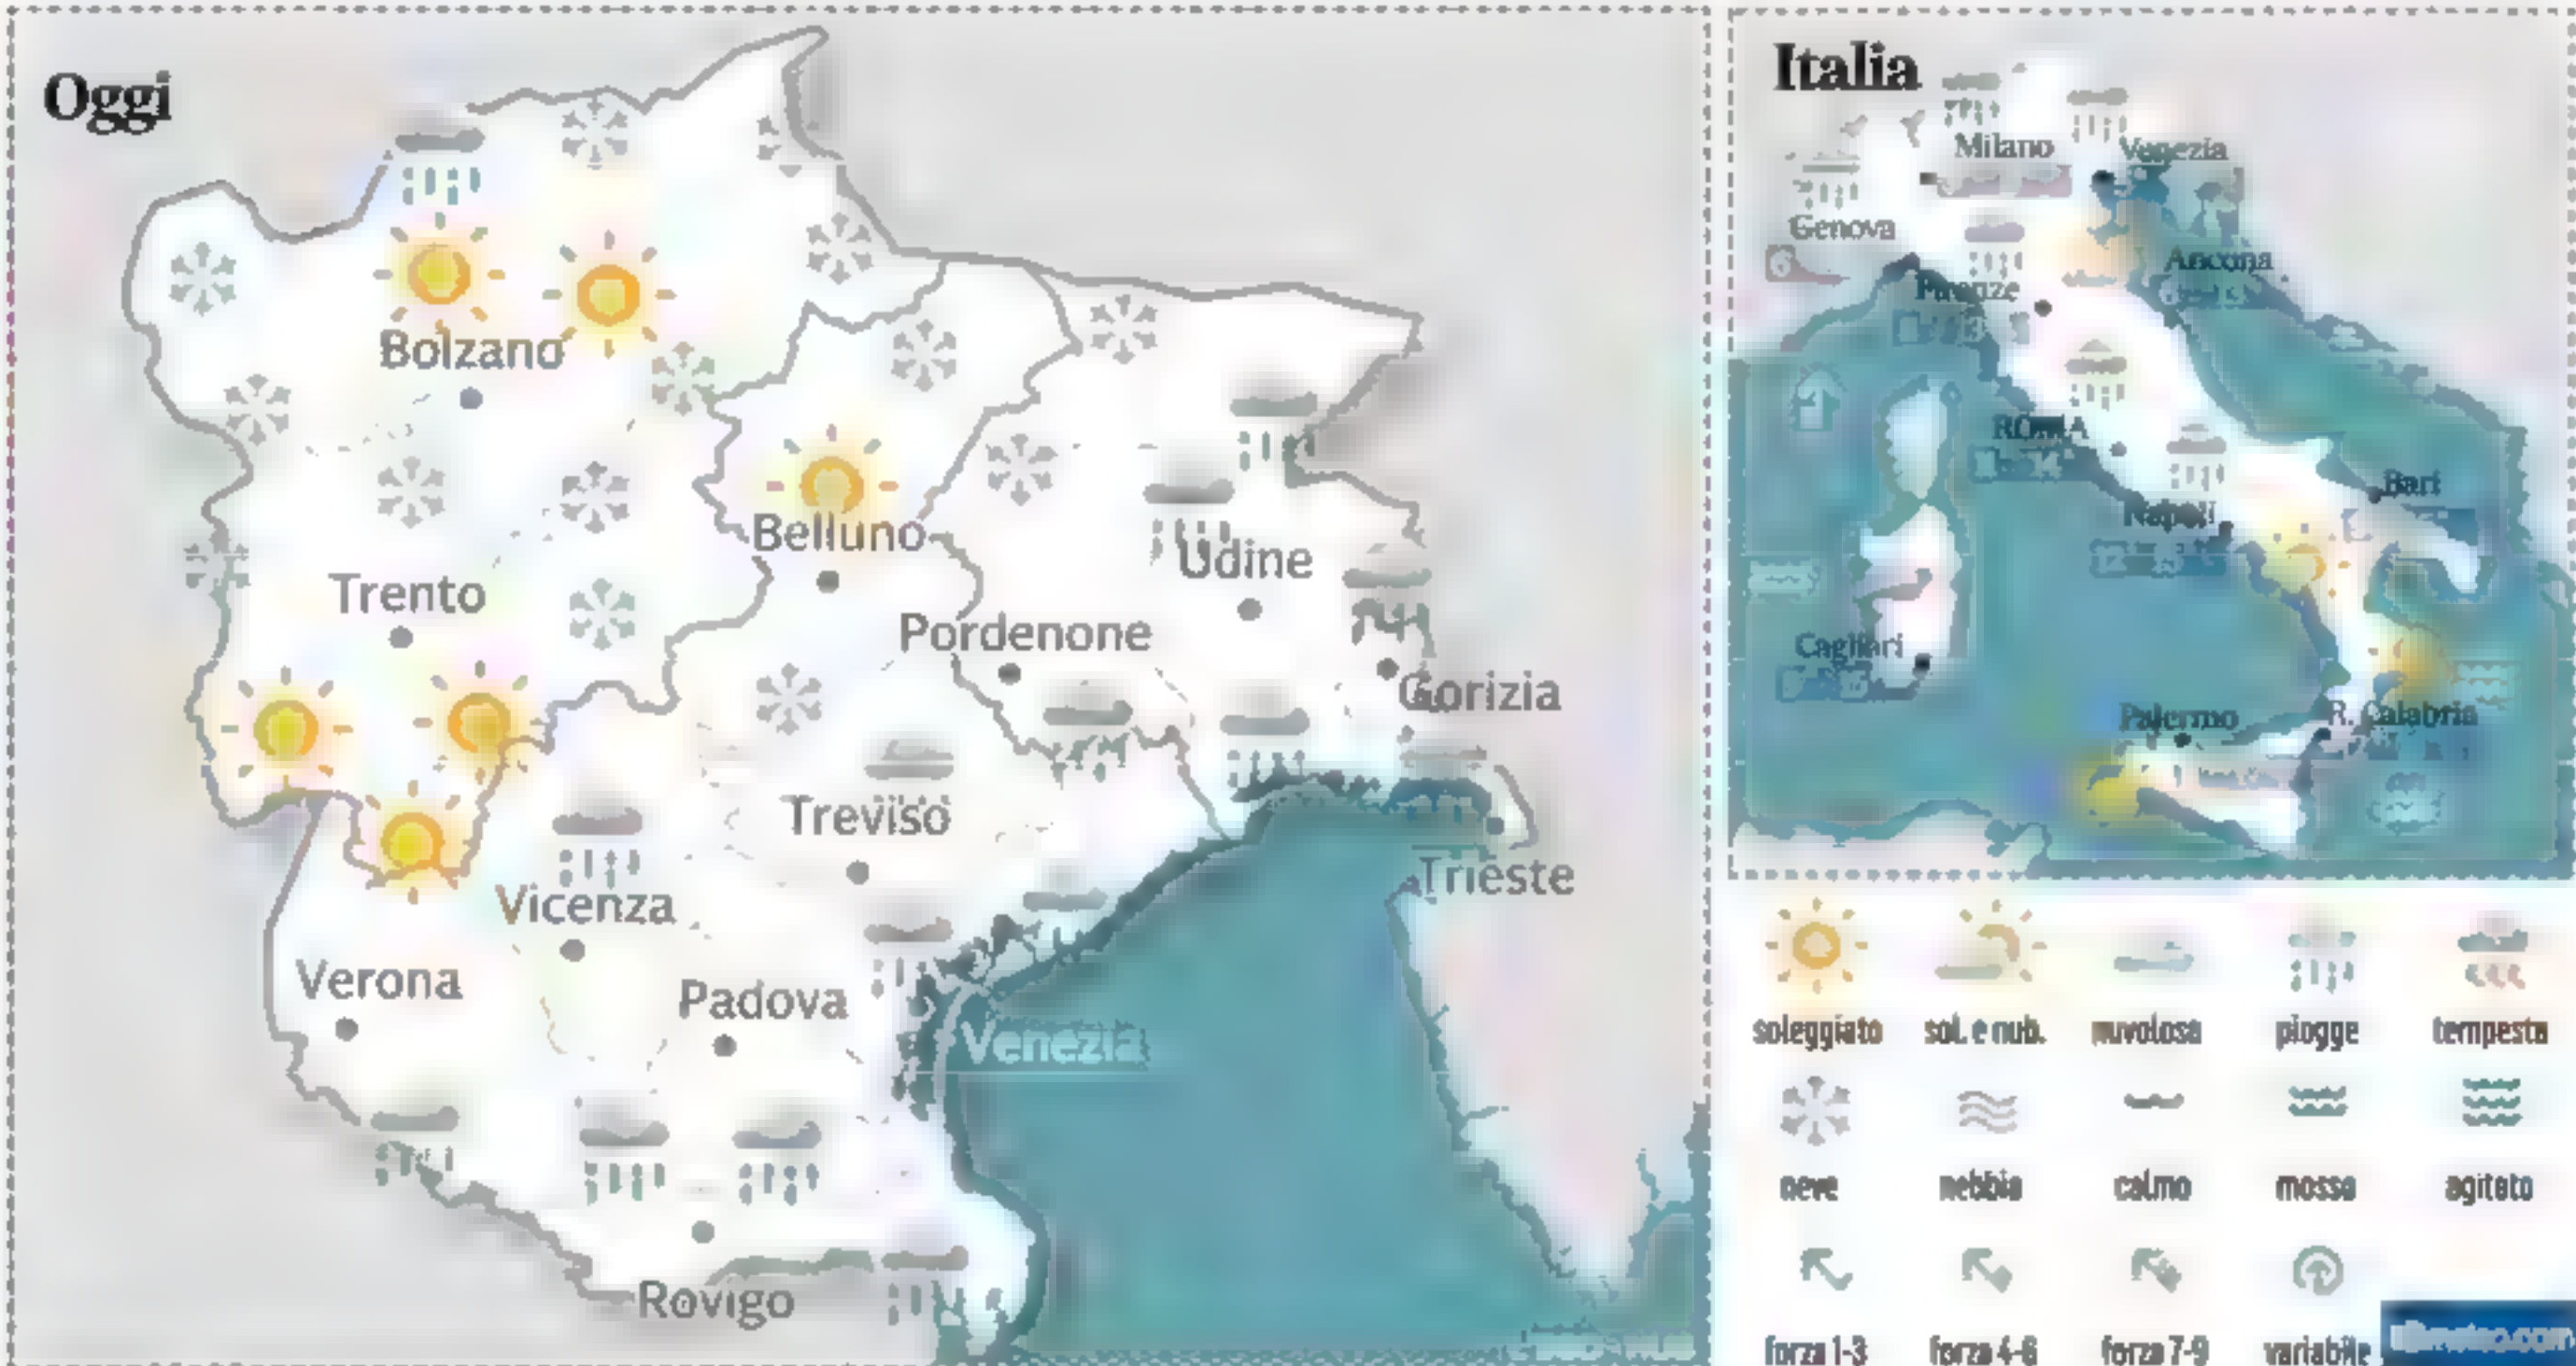 Oggi
Bolzano
Belluno
Udine
Trento
Pordenone
Gorizia
Treviso
Trieste
Vicenza
Verona
Padova
Venezia
Rovigo
Italia
Milano
Venezia
Genova
Ancona
Firenze
ROMA
Bari
Napoli
Cagliari
Palermo
R. Calabria
soleggiato sol. e nub. nuvoloso piogge tempesta
neve nebbia calmo mosso agitato
forza 1-3 forza 4-6 forza 7-9 variabile